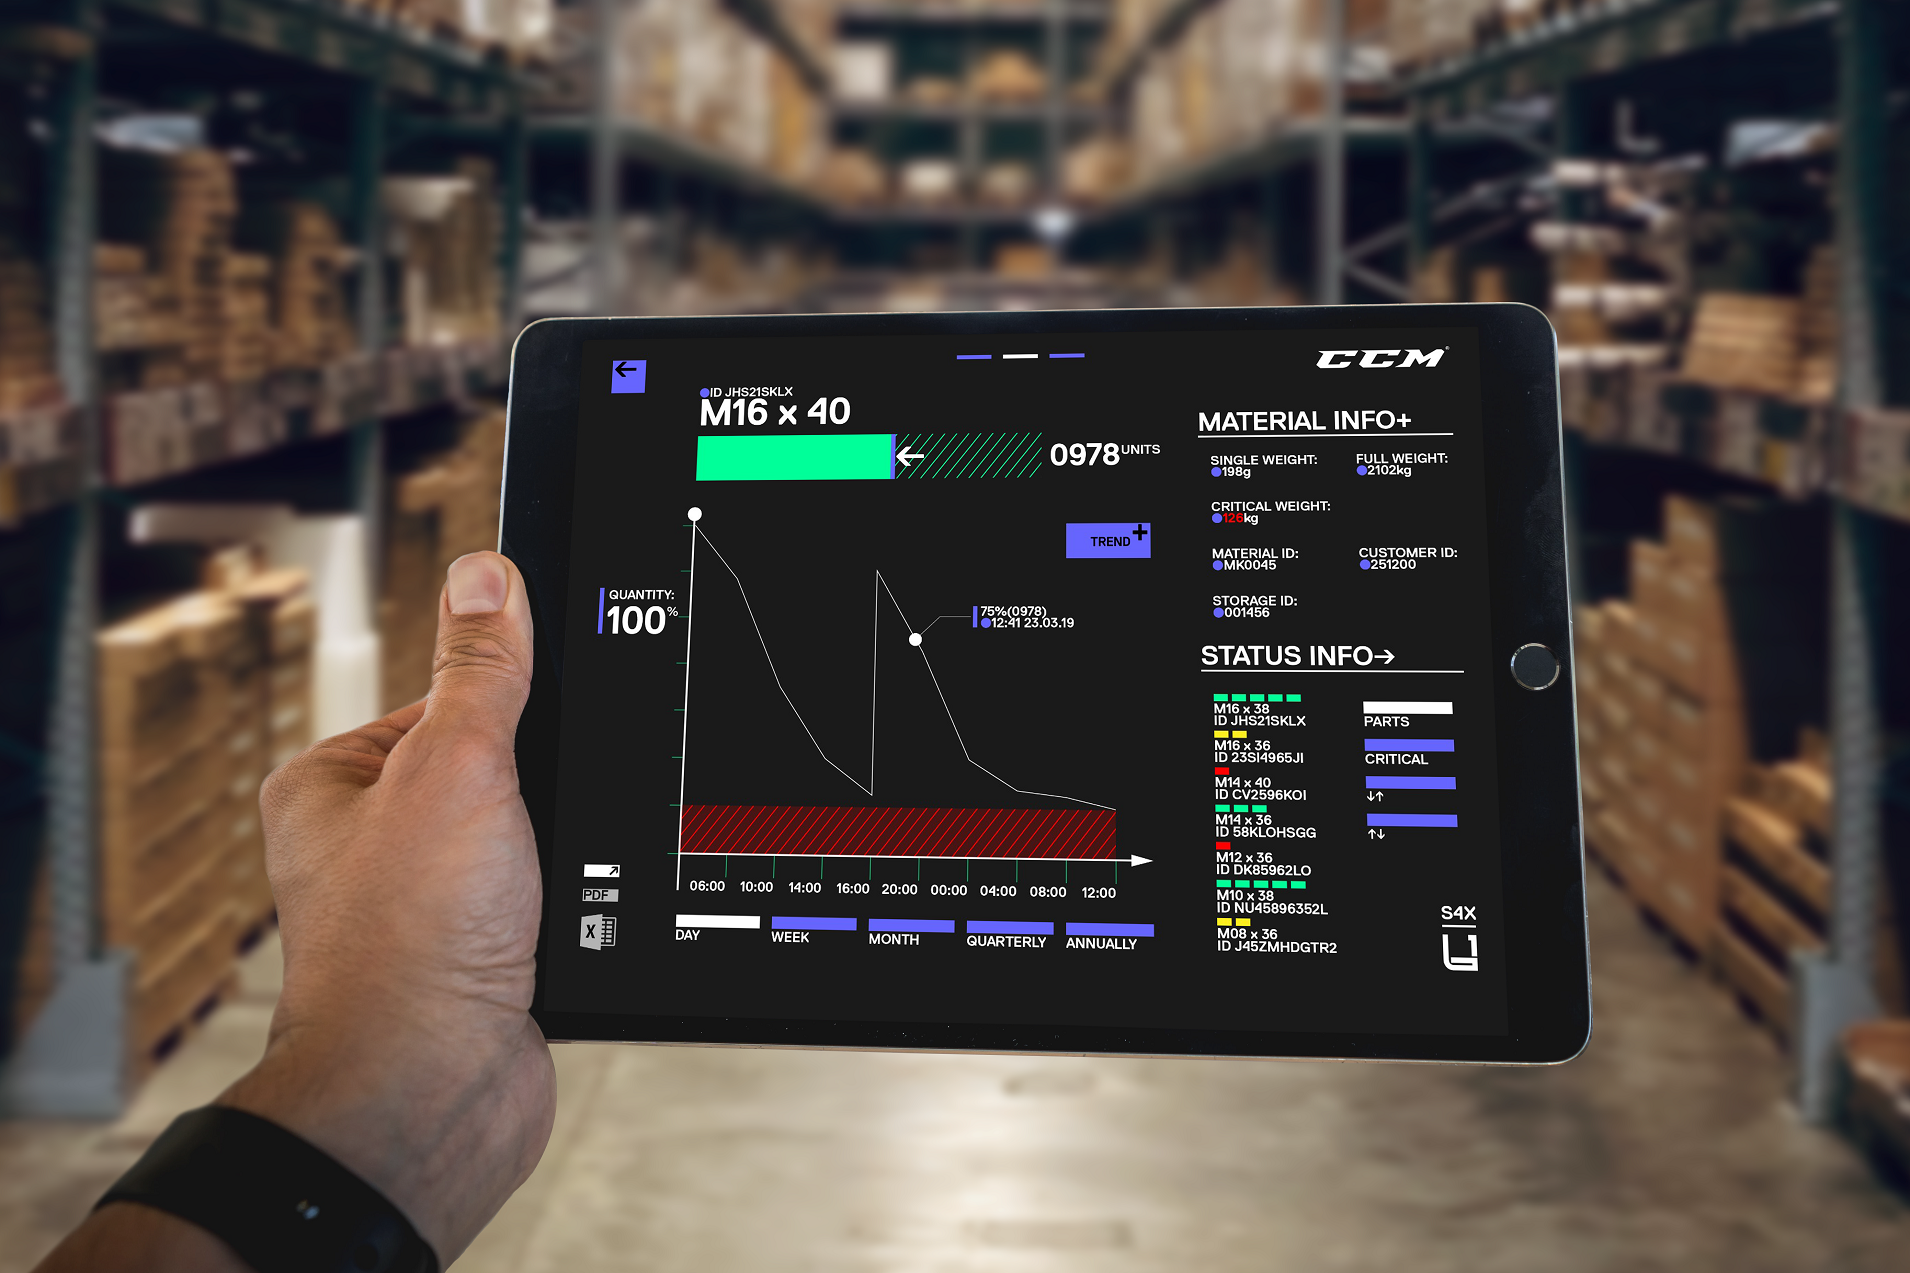 CCM
ID JHS21SKLX
M16 x 40
0978 UNITS
TREND+
QUANTITY:
100%
75%(0978)
12:41 23.03.19
06:00 10:00 14:00 16:00 20:00 00:00 04:00 08:00 12:00
DAY WEEK MONTH QUARTERLY ANNUALLY
PDF
X
MATERIAL INFO+
SINGLE WEIGHT:
198g
FULL WEIGHT:
2102kg
CRITICAL WEIGHT:
126kg
MATERIAL ID:
MK0045
CUSTOMER ID:
251200
STORAGE ID:
001456
STATUS INFO→
M16 x 38
ID JHS21SKLX
M16 x 36
ID 23SI4965JI
M14 x 40
ID CV2596KOI
M14 x 36
ID 58KLOHSGG
M12 x 36
ID DK85962LO
M10 x 38
ID NU45896352L
M08 x 36
ID J45ZMHDGTR2
PARTS
CRITICAL
↓↑
↑↓
S4X